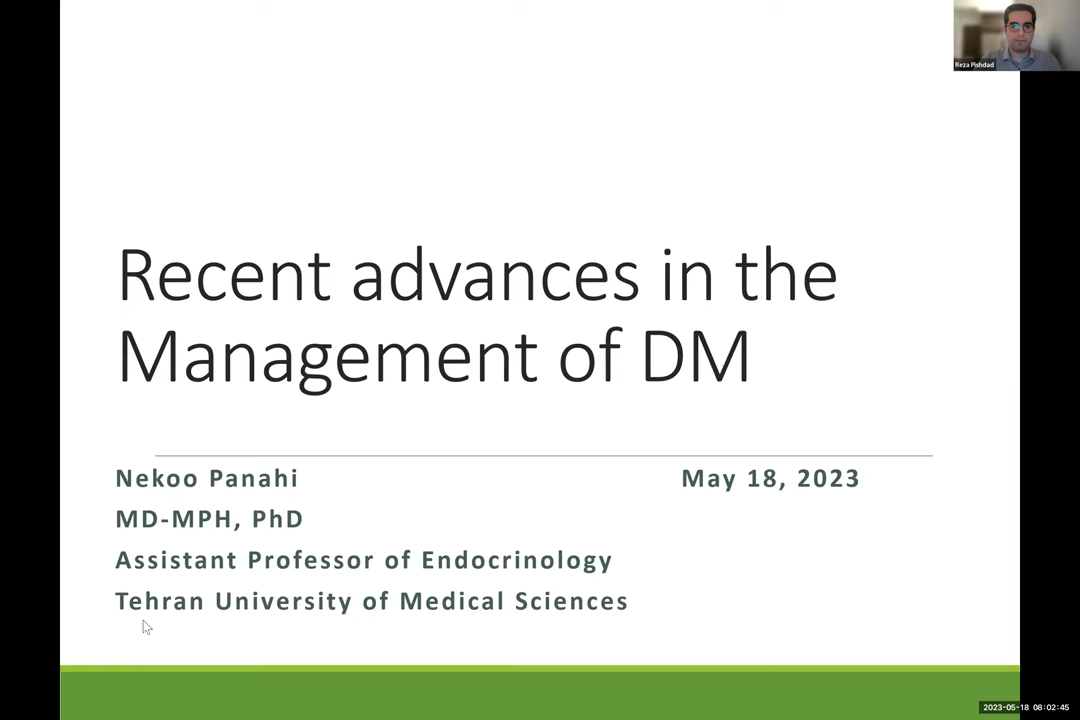 Reza Pishdad
Recent advances in the
Management of DM
Nekoo Panahi
May 18, 2023
MD-MPH, PhD
Assistant Professor of Endocrinology
Tehran University of Medical Sciences
2023-05-18 08:02:45